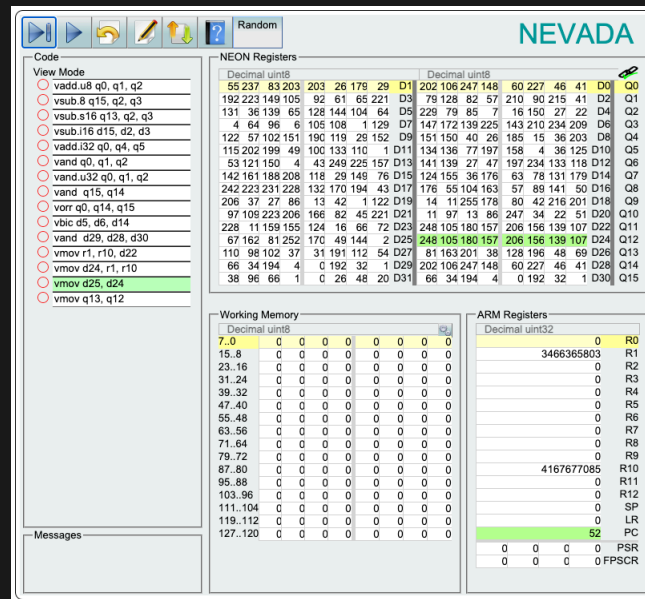 Random
NEVADA
Code
View Mode
vadd.u8 q0, q1, q2
vsub.8 q15, q2, q3
vsub.s16 q13, q2, q3
vsub.i16 d15, d2, d3
vadd.i32 q0, q4, q5
vand q0, q1, q2
vand.u32 q0, q1, q2
vand q15, q14
vorr q0, q14, q15
vbic d5, d6, d14
vand d29, d28, d30
vmov r1, r10, d22
vmov d24, r1, r10
vmov d25, d24
vmov q13, q12
Messages
NEON Registers
Decimal uint8 Decimal uint8
55 237 83 203 203 26 179 29 D1 202 106 247 148 60 227 46 41 D0 Q0
192 223 149 105 92 61 65 221 D3 79 128 82 57 210 90 215 41 D2 Q1
131 36 139 65 128 144 104 64 D5 229 79 85 7 16 150 27 22 D4 Q2
4 64 96 6 105 108 1 129 D7 147 172 139 225 143 210 234 209 D6 Q3
122 57 102 151 190 119 29 152 D9 151 150 40 26 185 15 36 203 D8 Q4
115 202 199 49 100 133 110 1 D11 134 136 77 197 158 4 36 125 D10 Q5
53 121 150 4 43 249 225 157 D13 141 139 27 47 197 234 133 118 D12 Q6
142 161 188 208 118 29 149 76 D15 124 155 36 176 63 78 131 179 D14 Q7
242 223 231 228 132 170 194 43 D17 176 55 104 163 57 89 141 50 D16 Q8
206 37 27 86 13 42 1 122 D19 14 11 255 178 80 42 216 201 D18 Q9
97 109 223 206 166 82 45 221 D21 11 97 13 86 247 34 22 51 D20 Q10
228 11 159 155 124 16 66 72 D23 248 105 180 157 206 156 139 107 D22 Q11
67 162 81 252 170 49 144 2 D25 248 105 180 157 206 156 139 107 D24 Q12
110 98 102 37 31 191 112 54 D27 81 163 201 38 128 196 48 69 D26 Q13
66 34 194 4 0 192 32 1 D29 202 106 247 148 60 227 46 41 D28 Q14
38 96 66 1 0 26 48 20 D31 66 34 194 4 0 192 32 1 D30 Q15
Working Memory
Decimal uint8
7..0 0 0 0 0 0 0 0 0
15..8 0 0 0 0 0 0 0 0
23..16 0 0 0 0 0 0 0 0
31..24 0 0 0 0 0 0 0 0
39..32 0 0 0 0 0 0 0 0
47..40 0 0 0 0 0 0 0 0
55..48 0 0 0 0 0 0 0 0
63..56 0 0 0 0 0 0 0 0
71..64 0 0 0 0 0 0 0 0
79..72 0 0 0 0 0 0 0 0
87..80 0 0 0 0 0 0 0 0
95..88 0 0 0 0 0 0 0 0
103..96 0 0 0 0 0 0 0 0
111..104 0 0 0 0 0 0 0 0
119..112 0 0 0 0 0 0 0 0
127..120 0 0 0 0 0 0 0 0
ARM Registers
Decimal uint32
0 R0
3466365803 R1
0 R2
0 R3
0 R4
0 R5
0 R6
0 R7
0 R8
0 R9
4167677085 R10
0 R11
0 R12
0 SP
0 LR
52 PC
0 0 0 0 PSR
0 0 0 0 FPSCR